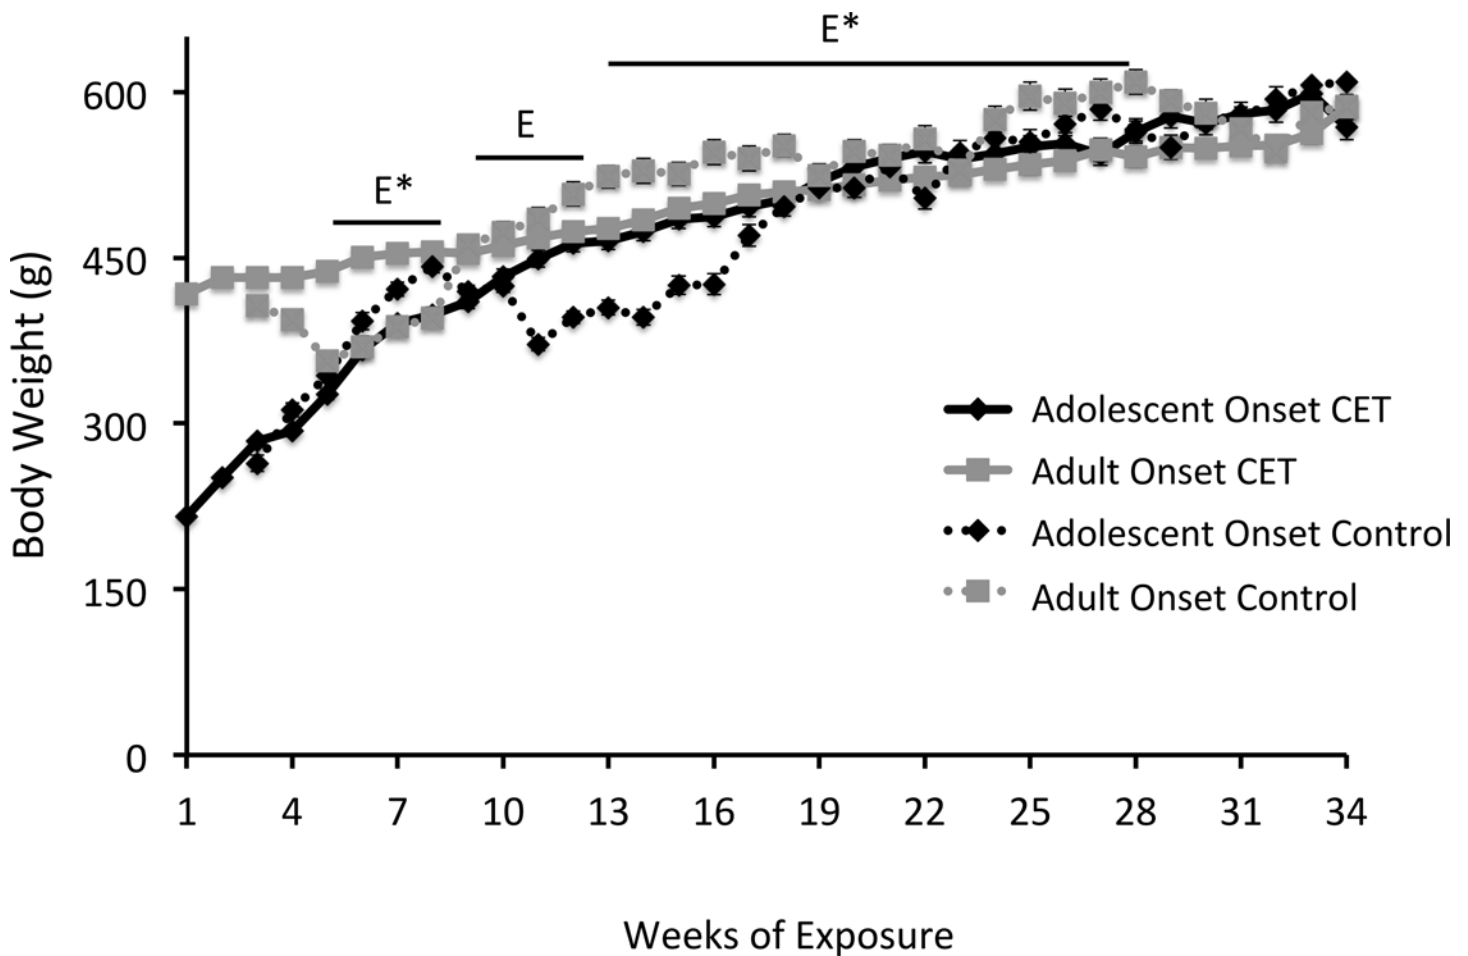 E*
E
E*
600
450
300
150
0
Body Weight (g)
Adolescent Onset CET
Adult Onset CET
Adolescent Onset Control
Adult Onset Control
1 4 7 10 13 16 19 22 25 28 31 34
Weeks of Exposure